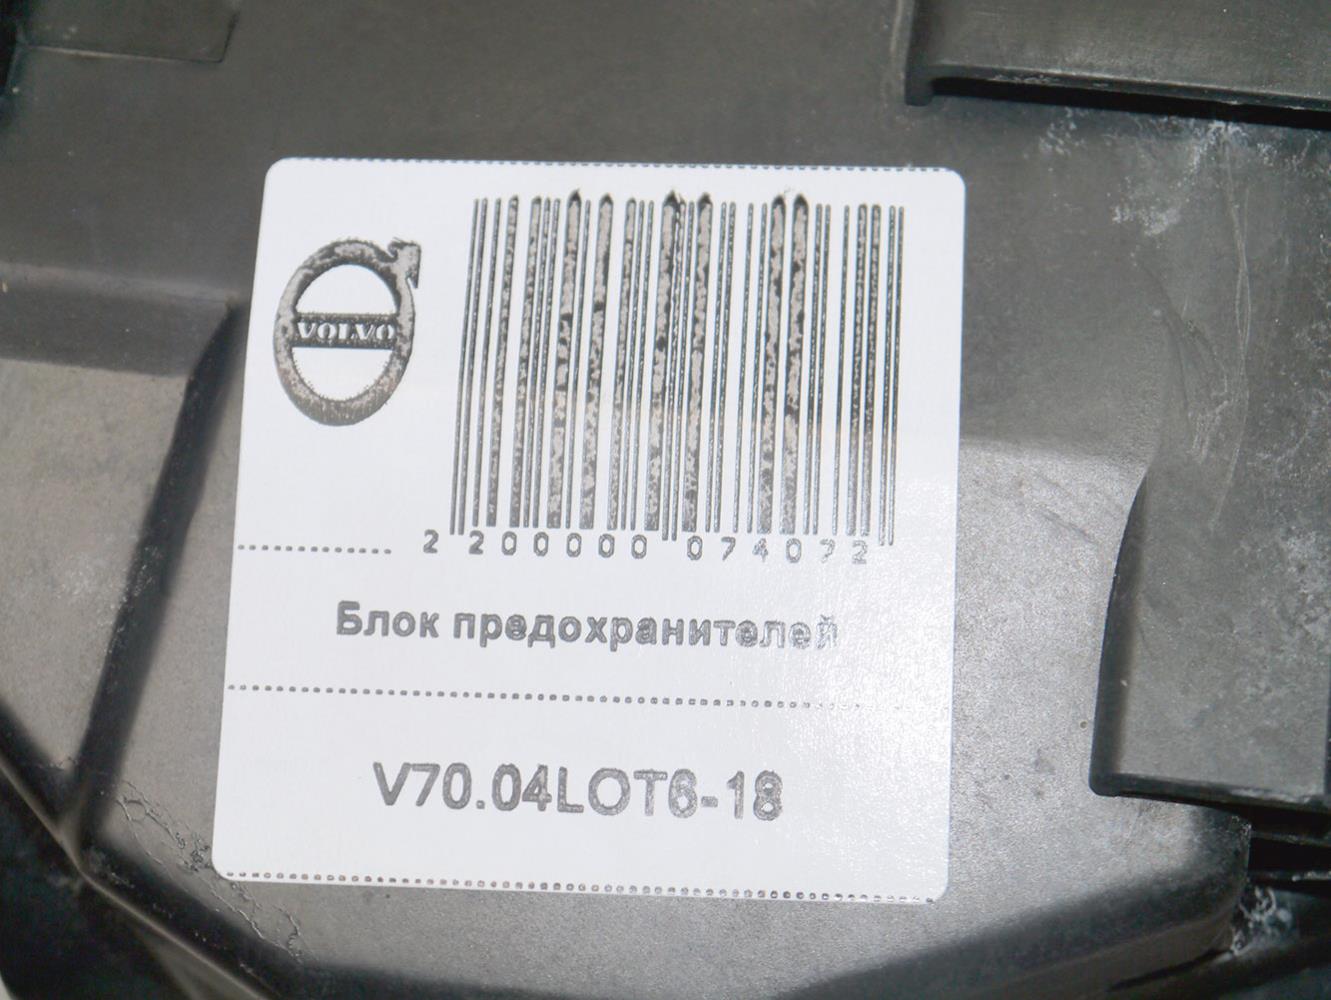 VOLVO
2 200000 074072
Блок предохранителей
V70.04LOT6-18